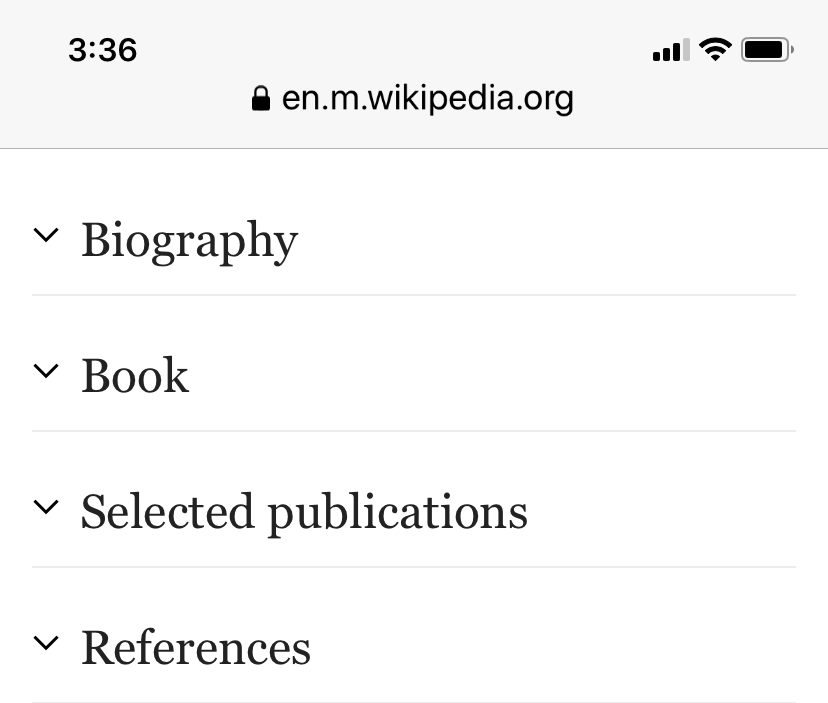 3:36
en.m.wikipedia.org
Biography
Book
Selected publications
References